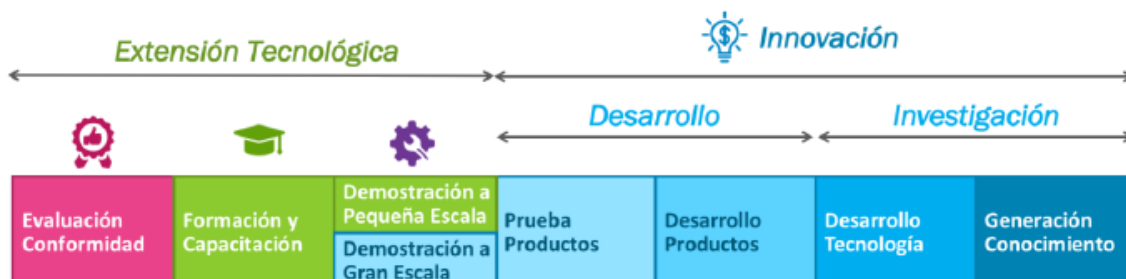 Extensión Tecnológica
Innovación
Desarrollo
Investigación
Evaluación
Conformidad
Formación y
Capacitación
Demostración a
Pequeña Escala
Demostración a
Gran Escala
Prueba
Productos
Desarrollo
Productos
Desarrollo
Tecnología
Generación
Conocimiento